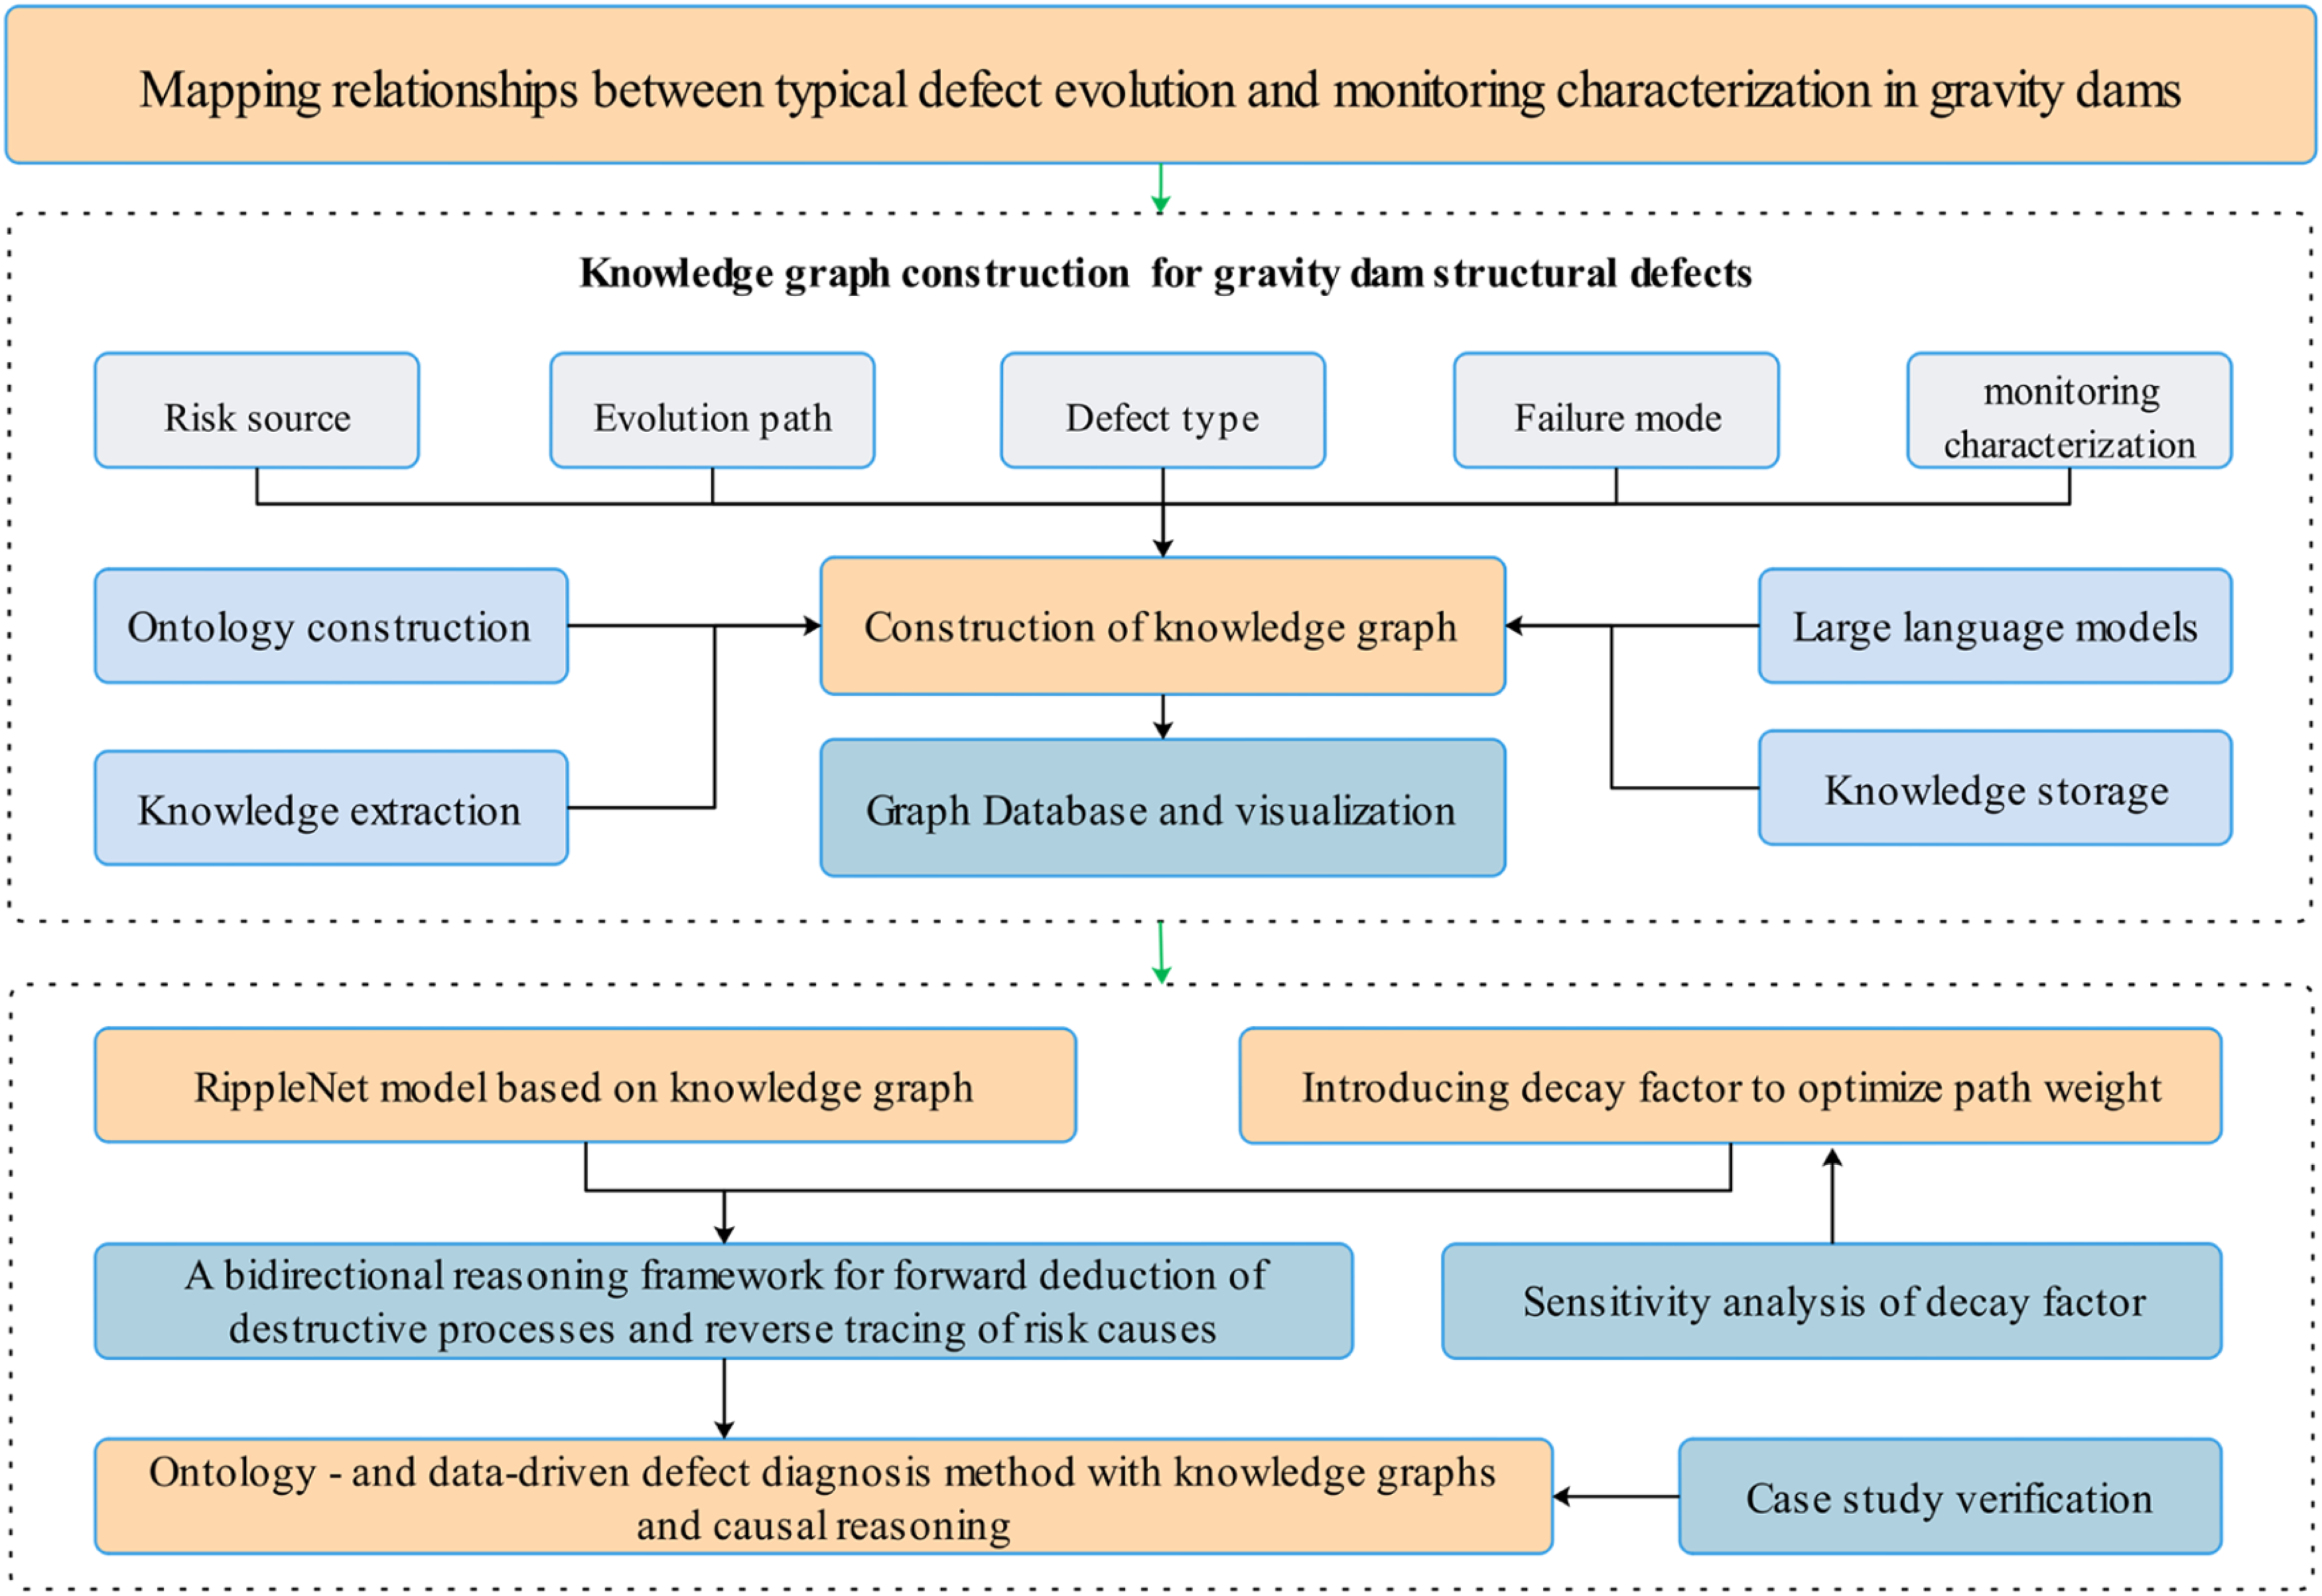 Mapping relationships between typical defect evolution and monitoring characterization in gravity dams
Knowledge graph construction for gravity dam structural defects
Risk source
Evolution path
Defect type
Failure mode
monitoring
characterization
Ontology construction
Construction of knowledge graph
Large language models
Knowledge extraction
Graph Database and visualization
Knowledge storage
RippleNet model based on knowledge graph
Introducing decay factor to optimize path weight
A bidirectional reasoning framework for forward deduction of
destructive processes and reverse tracing of risk causes
Sensitivity analysis of decay factor
Ontology - and data-driven defect diagnosis method with knowledge graphs
and causal reasoning
Case study verification